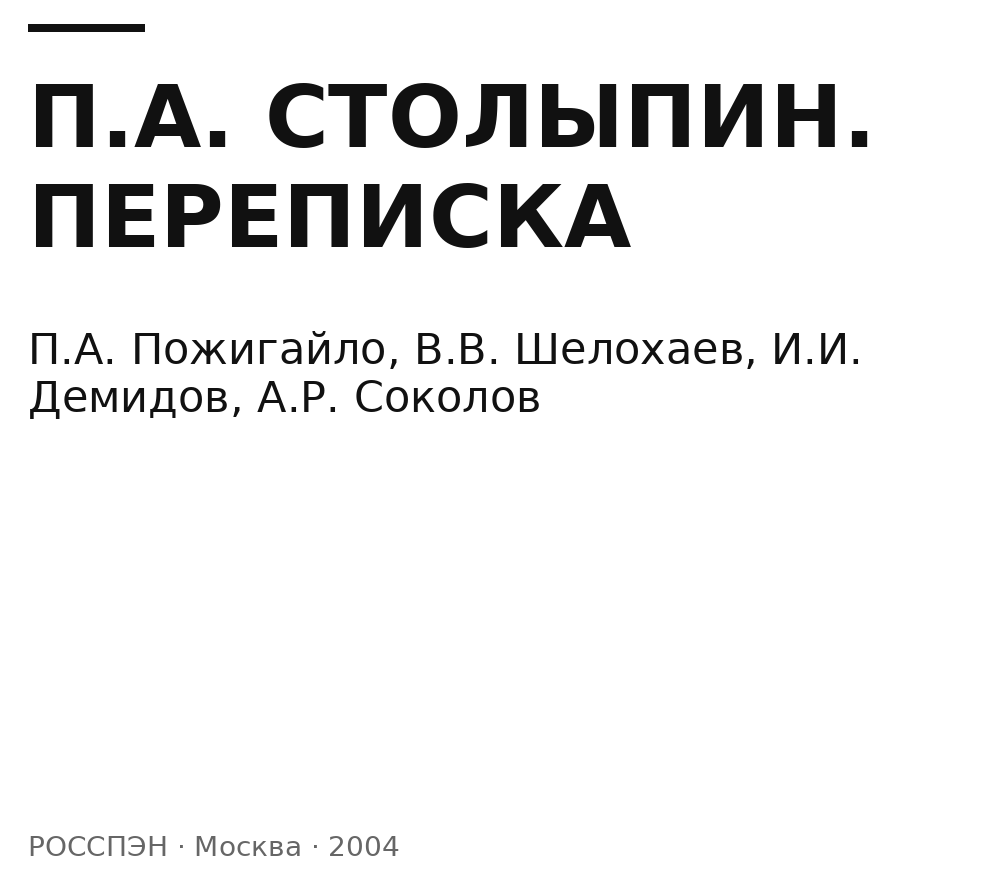 П.А. СТОЛЫПИН.
ПЕРЕПИСКА
П.А. Пожигайло, В.В. Шелохаев, И.И.
Демидов, А.Р. Соколов
РОССПЭН · Москва · 2004